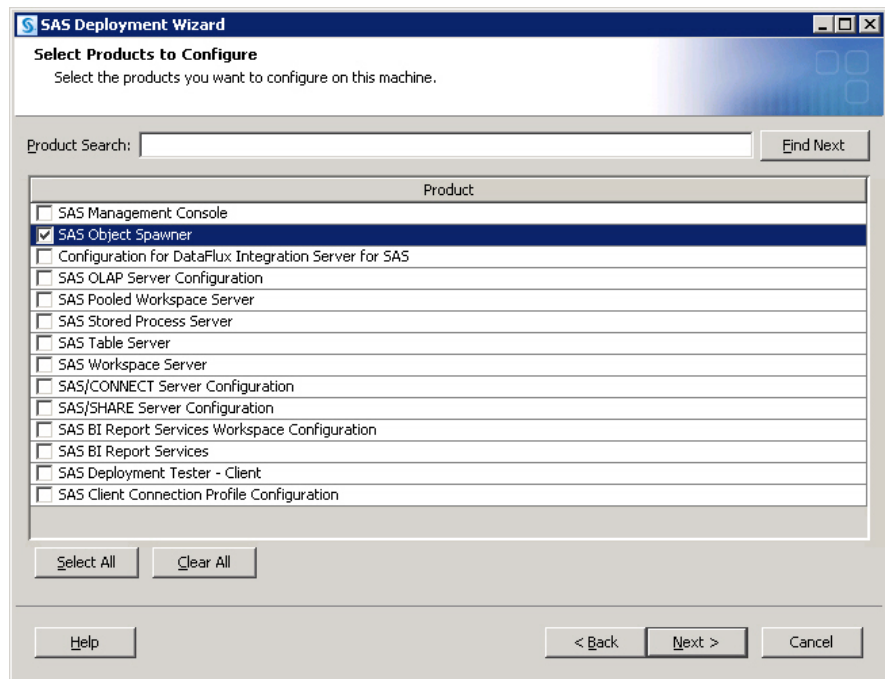 SAS Deployment Wizard
Select Products to Configure
Select the products you want to configure on this machine.
Product Search:
Find Next
Product
SAS Management Console
SAS Object Spawner
Configuration for DataFlux Integration Server for SAS
SAS OLAP Server Configuration
SAS Pooled Workspace Server
SAS Stored Process Server
SAS Table Server
SAS Workspace Server
SAS/CONNECT Server Configuration
SAS/SHARE Server Configuration
SAS BI Report Services Workspace Configuration
SAS BI Report Services
SAS Deployment Tester - Client
SAS Client Connection Profile Configuration
Select All Clear All
Help < Back Next > Cancel